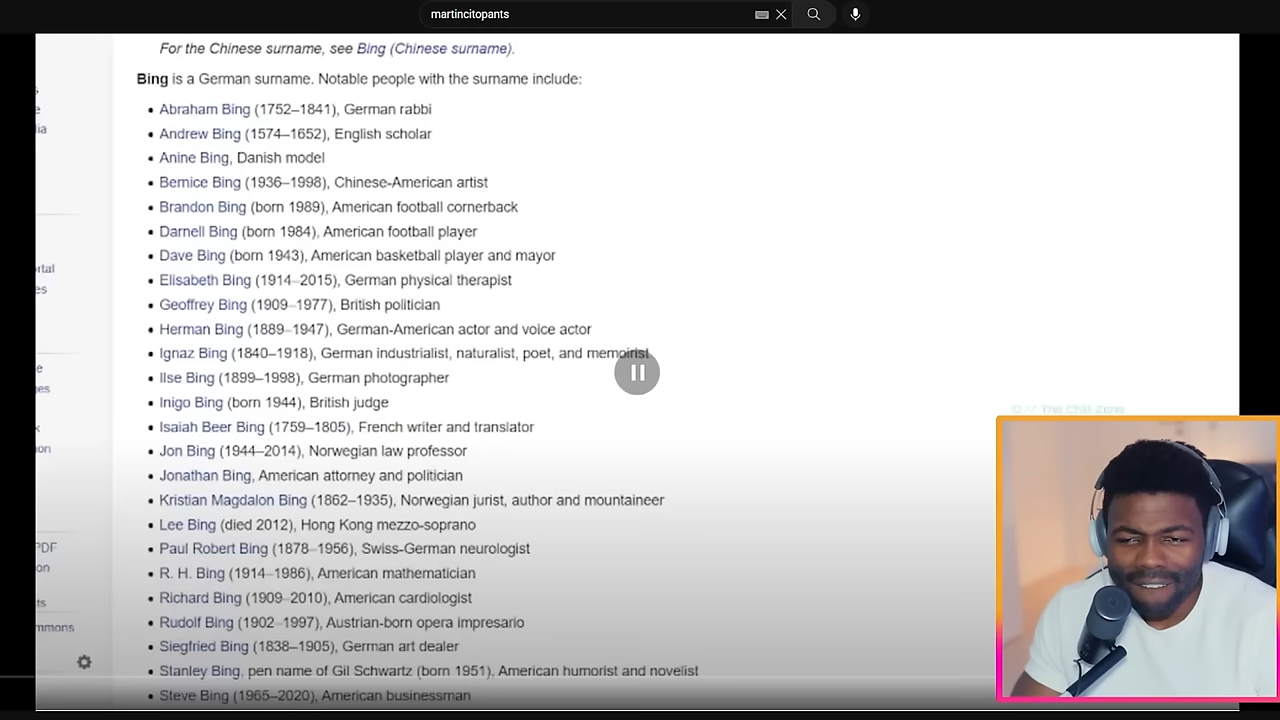 martincitopants
For the Chinese surname, see Bing (Chinese surname).
Bing is a German surname. Notable people with the surname include:
Abraham Bing (1752–1841), German rabbi
Andrew Bing (1574–1652), English scholar
Anine Bing, Danish model
Bernice Bing (1936–1998), Chinese-American artist
Brandon Bing (born 1989), American football cornerback
Darnell Bing (born 1984), American football player
Dave Bing (born 1943), American basketball player and mayor
Elisabeth Bing (1914–2015), German physical therapist
Geoffrey Bing (1909–1977), British politician
Herman Bing (1889–1947), German-American actor and voice actor
Ignaz Bing (1840–1918), German industrialist, naturalist, poet, and memoirist
Ilse Bing (1899–1998), German photographer
Inigo Bing (born 1944), British judge
Isaiah Beer Bing (1759–1805), French writer and translator
Jon Bing (1944–2014), Norwegian law professor
Jonathan Bing, American attorney and politician
Kristian Magdalon Bing (1862–1935), Norwegian jurist, author and mountaineer
Lee Bing (died 2012), Hong Kong mezzo-soprano
Paul Robert Bing (1878–1956), Swiss-German neurologist
R. H. Bing (1914–1986), American mathematician
Richard Bing (1909–2010), American cardiologist
Rudolf Bing (1902–1997), Austrian-born opera impresario
Siegfried Bing (1838–1905), German art dealer
Stanley Bing, pen name of Gil Schwartz (born 1951), American humorist and novelist
Steve Bing (1965–2020), American businessman
// The Chill Zone